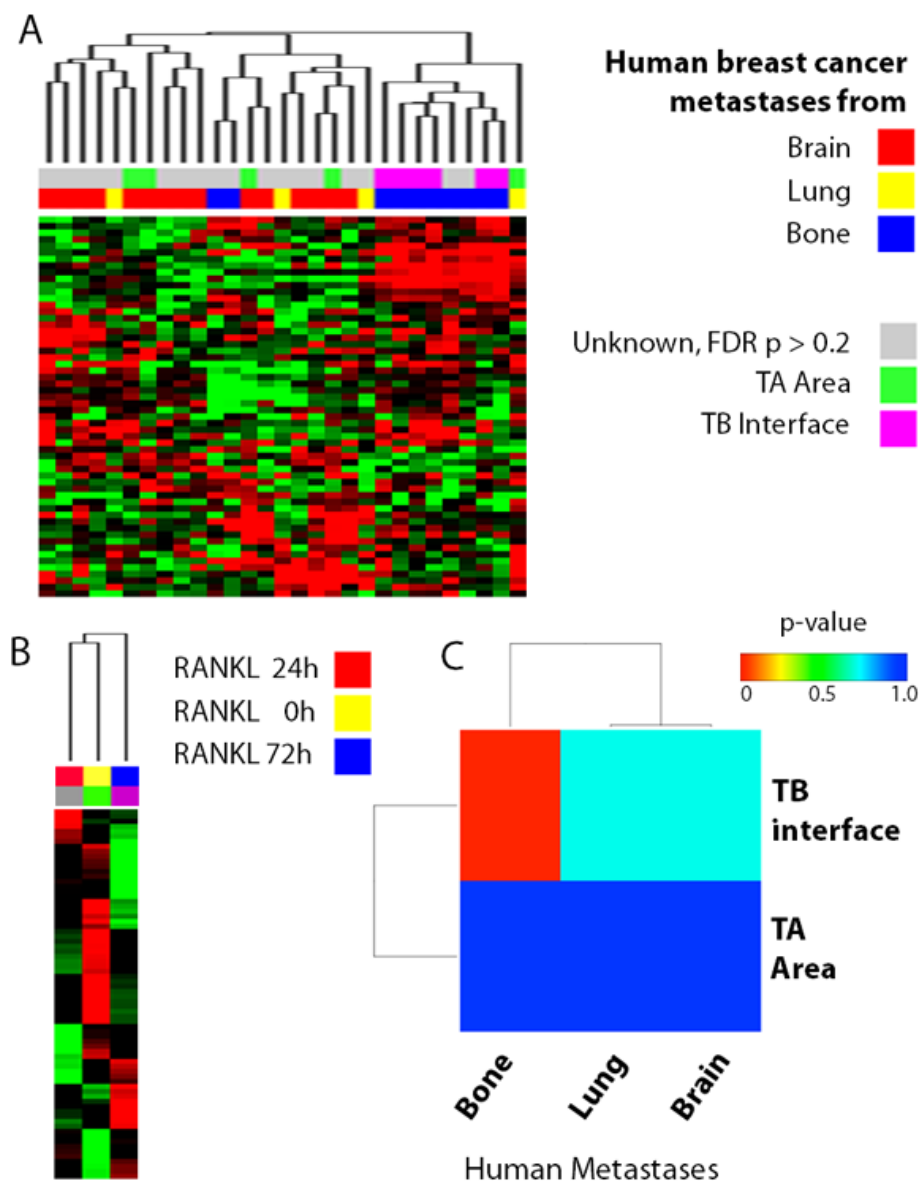 A
Human breast cancer
metastases from
Brain
Lung
Bone
Unknown, FDR p > 0.2
TA Area
TB Interface
B
RANKL 24h
RANKL 0h
RANKL 72h
C
p-value
0 0.5 1.0
TB
interface
TA
Area
Bone Lung Brain
Human Metastases